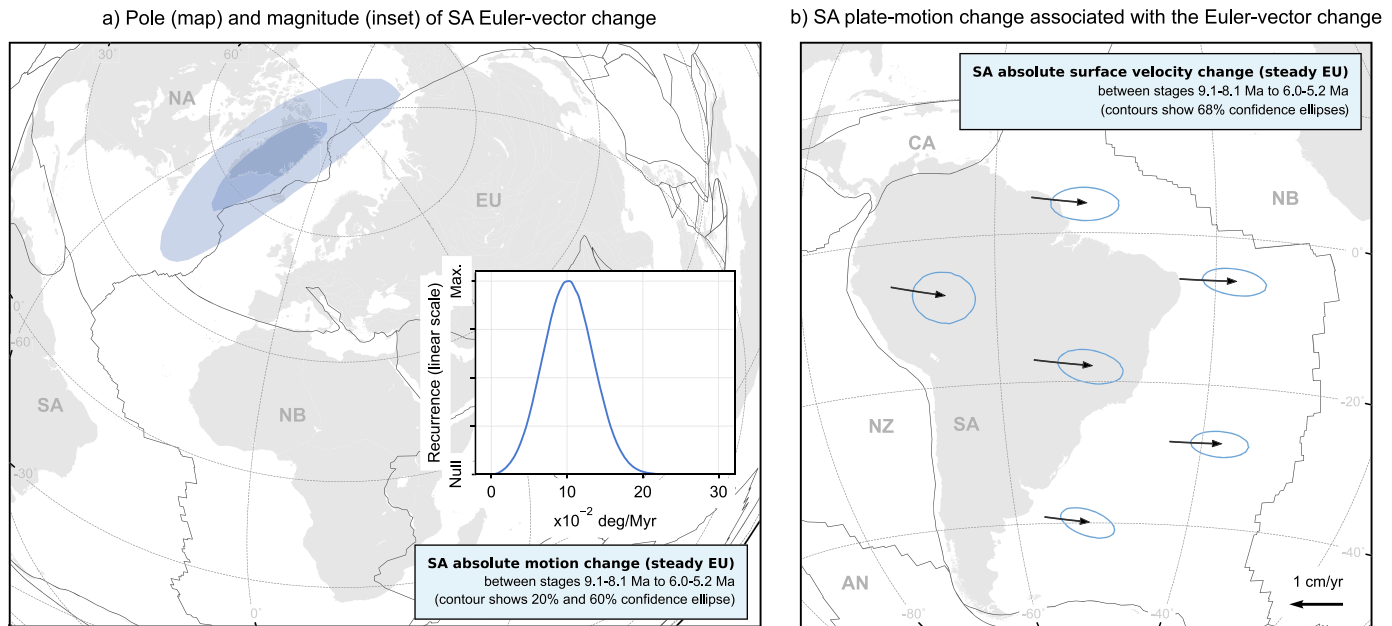 a) Pole (map) and magnitude (inset) of SA Euler-vector change
30°
60
NA
EU
0°
-60
SA
NB
-30°
0°
Recurrence (linear scale)
Max.
Null
0
10
20
30
x10⁻² deg/Myr
SA absolute motion change (steady EU)
between stages 9.1-8.1 Ma to 6.0-5.2 Ma
(contour shows 20% and 60% confidence ellipse)
b) SA plate-motion change associated with the Euler-vector change
SA absolute surface velocity change (steady EU)
between stages 9.1-8.1 Ma to 6.0-5.2 Ma
(contours show 68% confidence ellipses)
CA
NB
0°
NZ
SA
-20°
-40°
AN
1 cm/yr
-80°
-60°
-40°